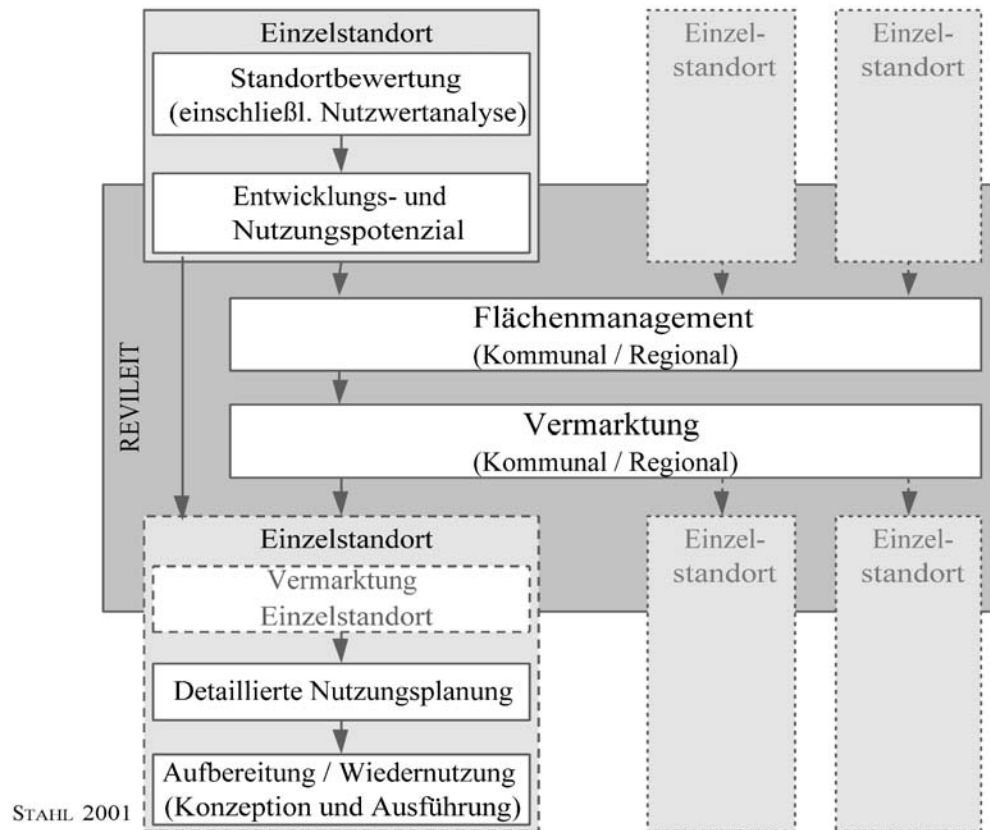 Einzelstandort
Standortbewertung
(einschließl. Nutzwertanalyse)
Entwicklungs- und
Nutzungspotenzial
Einzel-
standort
Einzel-
standort
REVILEIT
Flächenmanagement
(Kommunal / Regional)
Vermarktung
(Kommunal / Regional)
Einzelstandort
Vermarktung
Einzelstandort
Detaillierte Nutzungsplanung
Aufbereitung / Wiedernutzung
(Konzeption und Ausführung)
Einzel-
standort
Einzel-
standort
STAHL 2001